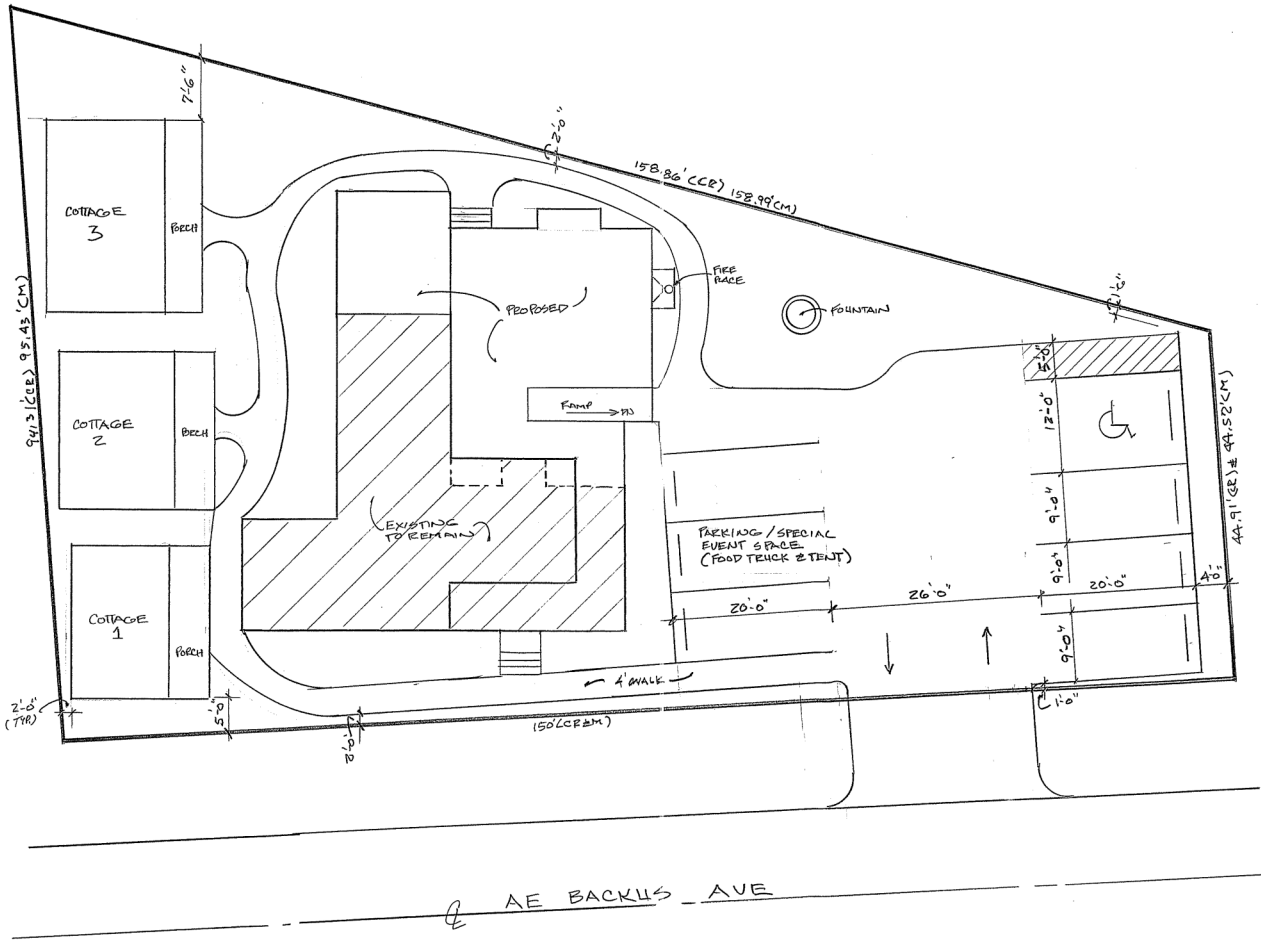 7'-6"
2'-0"
158.86' (CR) 158.99' (M)
COTTAGE
3
PORCH
FIRE
PLACE
PROPOSED
FOUNTAIN
1'-6"
94.31 (CR) 95.43' (M)
5'-0"
RAMP → DN
12'-0"
44.91' (CR) & 44.52' (M)
COTTAGE
2
PORCH
9'-0"
EXISTING
TO REMAIN
PARKING / SPECIAL
EVENT SPACE
(FOOD TRUCK & TENT)
9'-0"
20'-0"
26'-0"
20'-0"
4'-0"
COTTAGE
1
PORCH
9'-0"
4' WALK
2'-0"
(TYP.)
5'-0"
2'-0"
150' (CR&M)
1'-0"
℄ AE BACKUS AVE